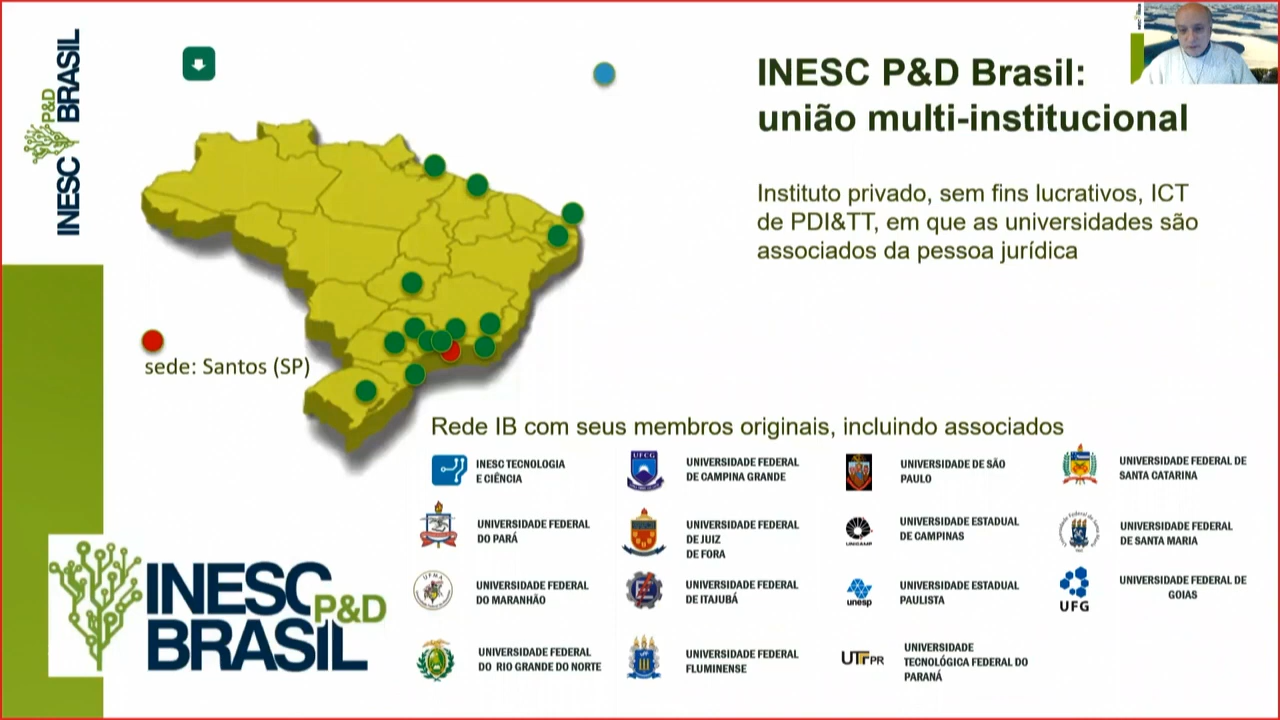 INESC P&D BRASIL
INESC P&D Brasil:
união multi-institucional
Instituto privado, sem fins lucrativos, ICT
de PDI&TT, em que as universidades são
associados da pessoa jurídica
sede: Santos (SP)
Rede IB com seus membros originais, incluindo associados
INESC TECNOLOGIA
E CIÊNCIA
UFCG
UNIVERSIDADE FEDERAL
DE CAMPINA GRANDE
UNIVERSIDADE DE SÃO
PAULO
UNIVERSIDADE FEDERAL DE
SANTA CATARINA
UNIVERSIDADE FEDERAL
DO PARÁ
UNIVERSIDADE FEDERAL
DE JUIZ
DE FORA
UNICAMP
UNIVERSIDADE ESTADUAL
DE CAMPINAS
UNIVERSIDADE FEDERAL
DE SANTA MARIA
UNIVERSIDADE FEDERAL
DO MARANHÃO
UNIVERSIDADE FEDERAL
DE ITAJUBÁ
unesp
UNIVERSIDADE ESTADUAL
PAULISTA
UFG
UNIVERSIDADE FEDERAL DE
GOIAS
UNIVERSIDADE FEDERAL
DO RIO GRANDE DO NORTE
UNIVERSIDADE FEDERAL
FLUMINENSE
UTFPR
UNIVERSIDADE
TECNOLÓGICA FEDERAL DO
PARANÁ
INESC P&D
BRASIL